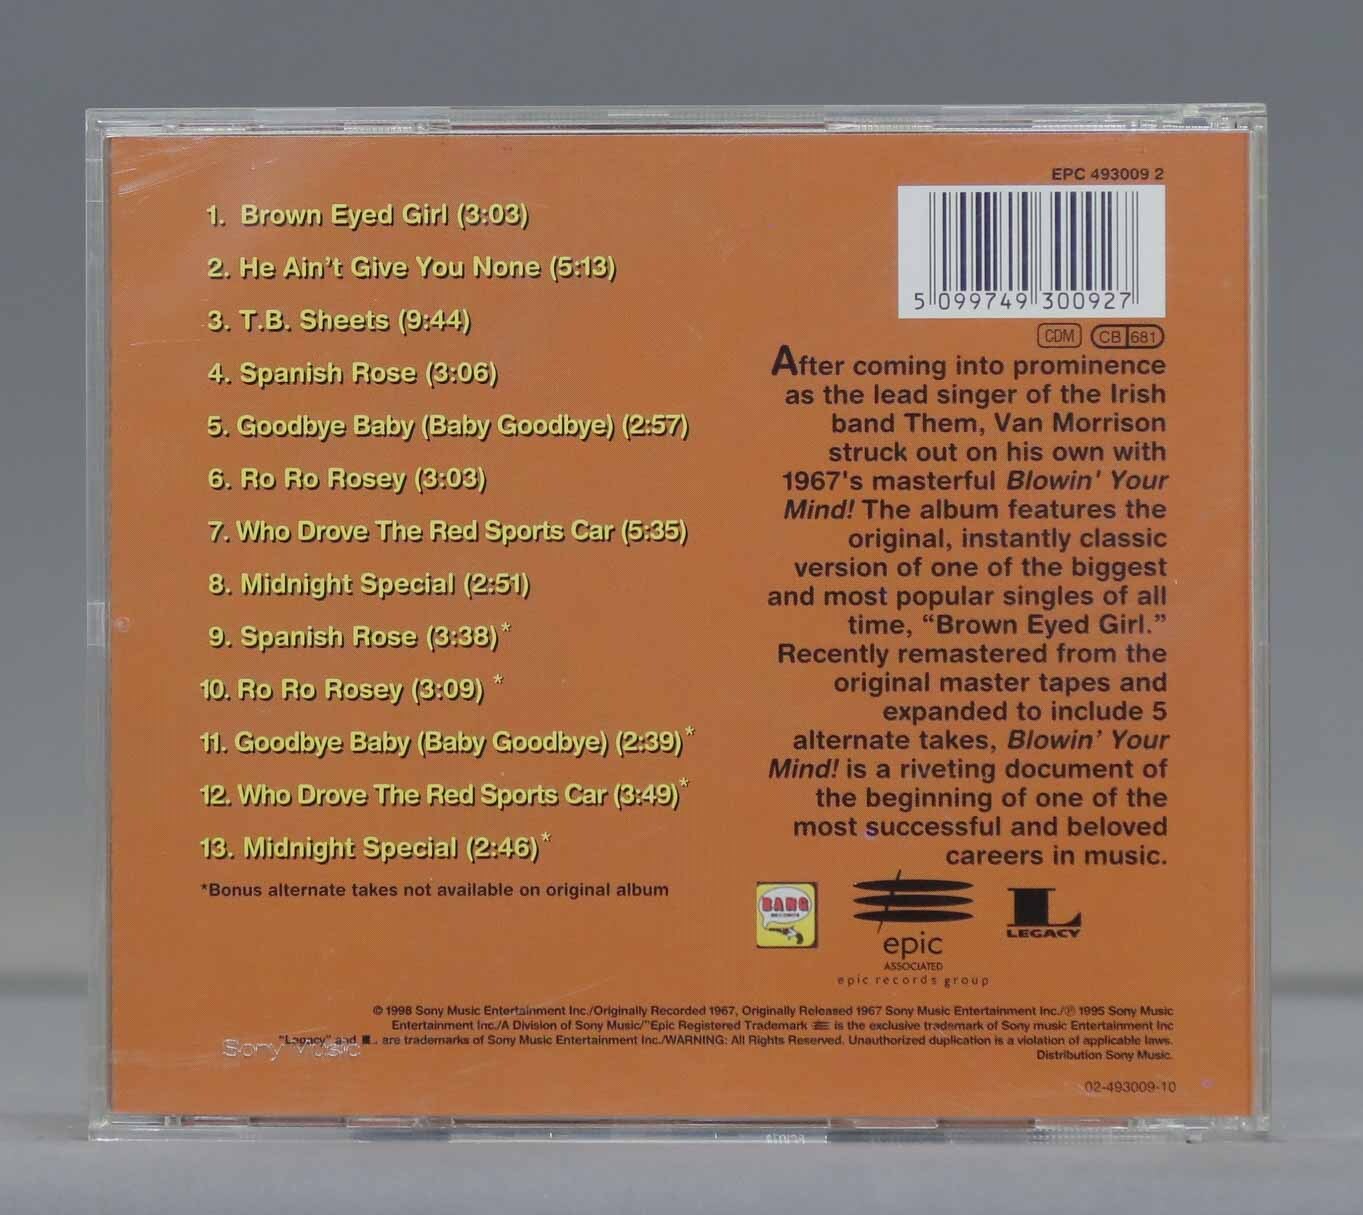 1. Brown Eyed Girl (3:03)
2. He Ain't Give You None (5:13)
3. T.B. Sheets (9:44)
4. Spanish Rose (3:06)
5. Goodbye Baby (Baby Goodbye) (2:57)
6. Ro Ro Rosey (3:03)
7. Who Drove The Red Sports Car (5:35)
8. Midnight Special (2:51)
9. Spanish Rose (3:38)*
10. Ro Ro Rosey (3:09) *
11. Goodbye Baby (Baby Goodbye) (2:39)*
12. Who Drove The Red Sports Car (3:49)*
13. Midnight Special (2:46)*
*Bonus alternate takes not available on original album
EPC 493009 2
5 099749 300927
CDM CB 681
After coming into prominence
as the lead singer of the Irish
band Them, Van Morrison
struck out on his own with
1967's masterful Blowin' Your
Mind! The album features the
original, instantly classic
version of one of the biggest
and most popular singles of all
time, “Brown Eyed Girl.”
Recently remastered from the
original master tapes and
expanded to include 5
alternate takes, Blowin' Your
Mind! is a riveting document of
the beginning of one of the
most successful and beloved
careers in music.
BANG
RECORDS
epic
ASSOCIATED
epic records group
L
LEGACY
© 1998 Sony Music Entertainment Inc./Originally Recorded 1967, Originally Released 1967 Sony Music Entertainment Inc./℗ 1995 Sony Music
Entertainment Inc./A Division of Sony Music/"Epic Registered Trademark is the exclusive trademark of Sony music Entertainment Inc
"Legacy" and L are trademarks of Sony Music Entertainment Inc./WARNING: All Rights Reserved. Unauthorized duplication is a violation of applicable laws.
Distribution Sony Music.
Sony Music
02-493009-10